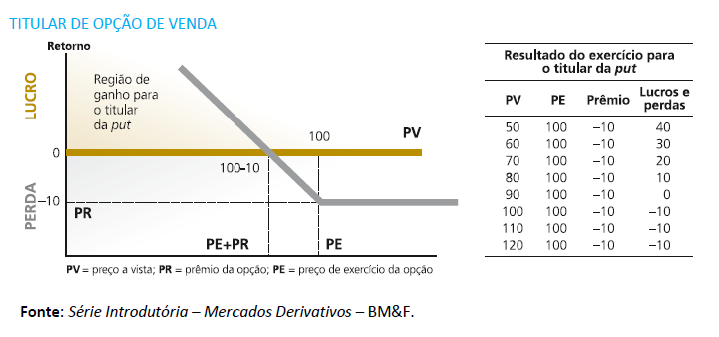 TITULAR DE OPÇÃO DE VENDA
Retorno
LUCRO
Região de
ganho para
o titular
da put
100
PV
0
100–10
PERDA
–10
PR
PE+PR
PE
PV = preço a vista; PR = prêmio da opção; PE = preço de exercício da opção
Resultado do exercício para
o titular da put
PV PE Prêmio Lucros e perdas
50 100 –10 40
60 100 –10 30
70 100 –10 20
80 100 –10 10
90 100 –10 0
100 100 –10 –10
110 100 –10 –10
120 100 –10 –10
Fonte: Série Introdutória – Mercados Derivativos – BM&F.